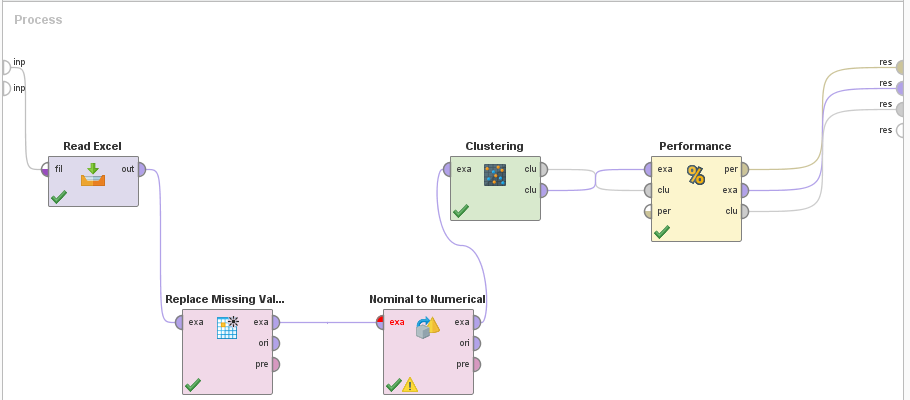 Process
inp
inp
res
res
res
res
Read Excel
fil out
Clustering
exa clu
clu
Performance
exa per
clu exa
per clu
Replace Missing Val...
exa exa
ori
pre
Nominal to Numerical
exa exa
ori
pre